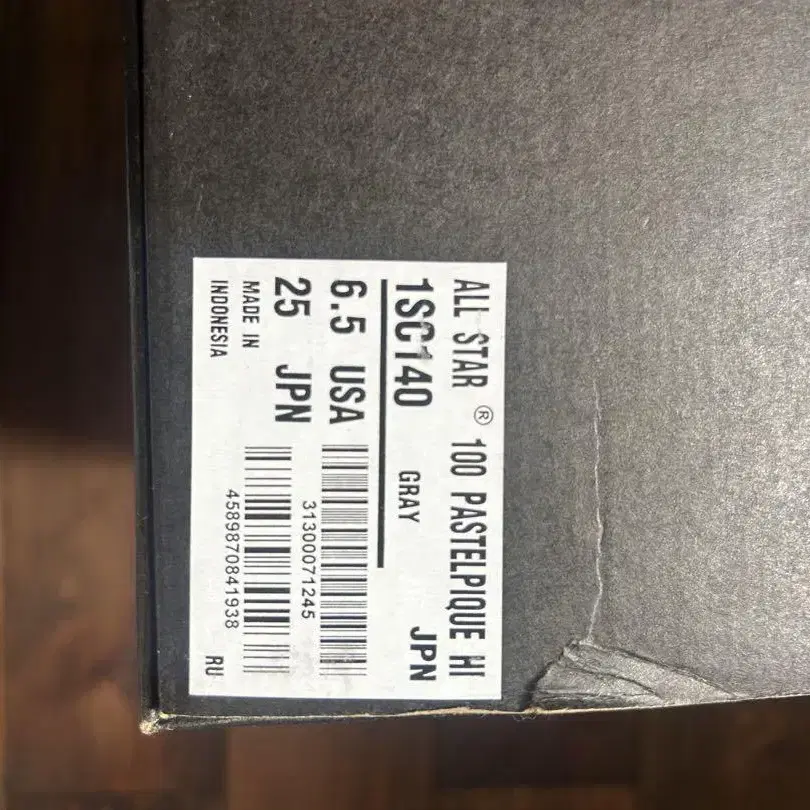 ALL STAR ® 100 PASTELPIQUE HI
1SC140 GRAY JPN
6.5 USA
31300071245
25 JPN
4589870841938
MADE IN
INDONESIA
RU